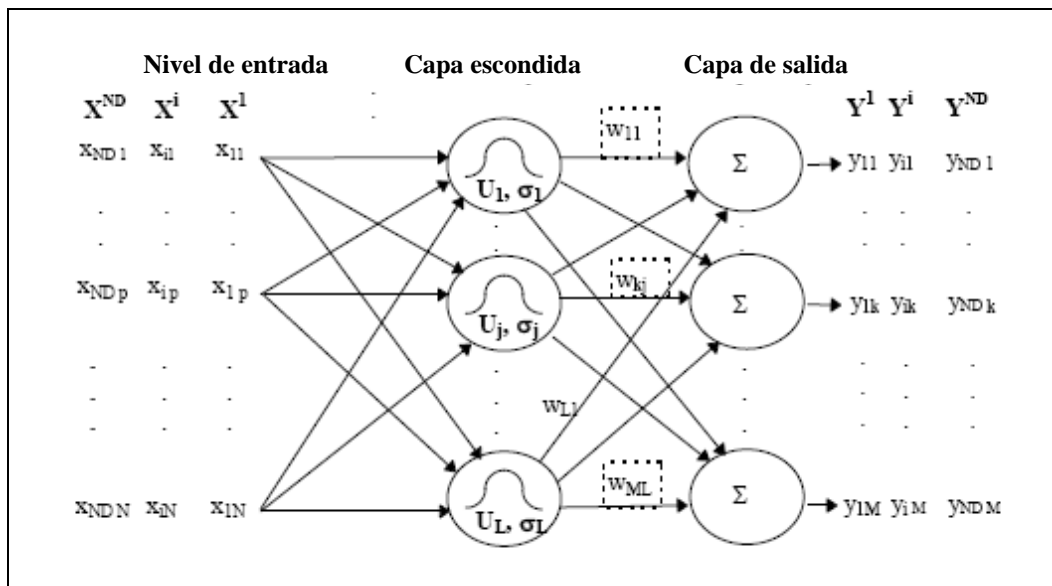 Nivel de entrada Capa escondida Capa de salida
X^ND X^i X^1 Y^1 Y^i Y^ND
x_ND1 x_i1 x_11 w_11 Σ y_11 y_i1 y_ND1
U_1, σ_1
x_NDp x_ip x_1p w_kj Σ y_1k y_ik y_NDk
U_j, σ_j
w_L1
w_ML
x_NDN x_iN x_1N Σ y_1M y_iM y_NDM
U_L, σ_L